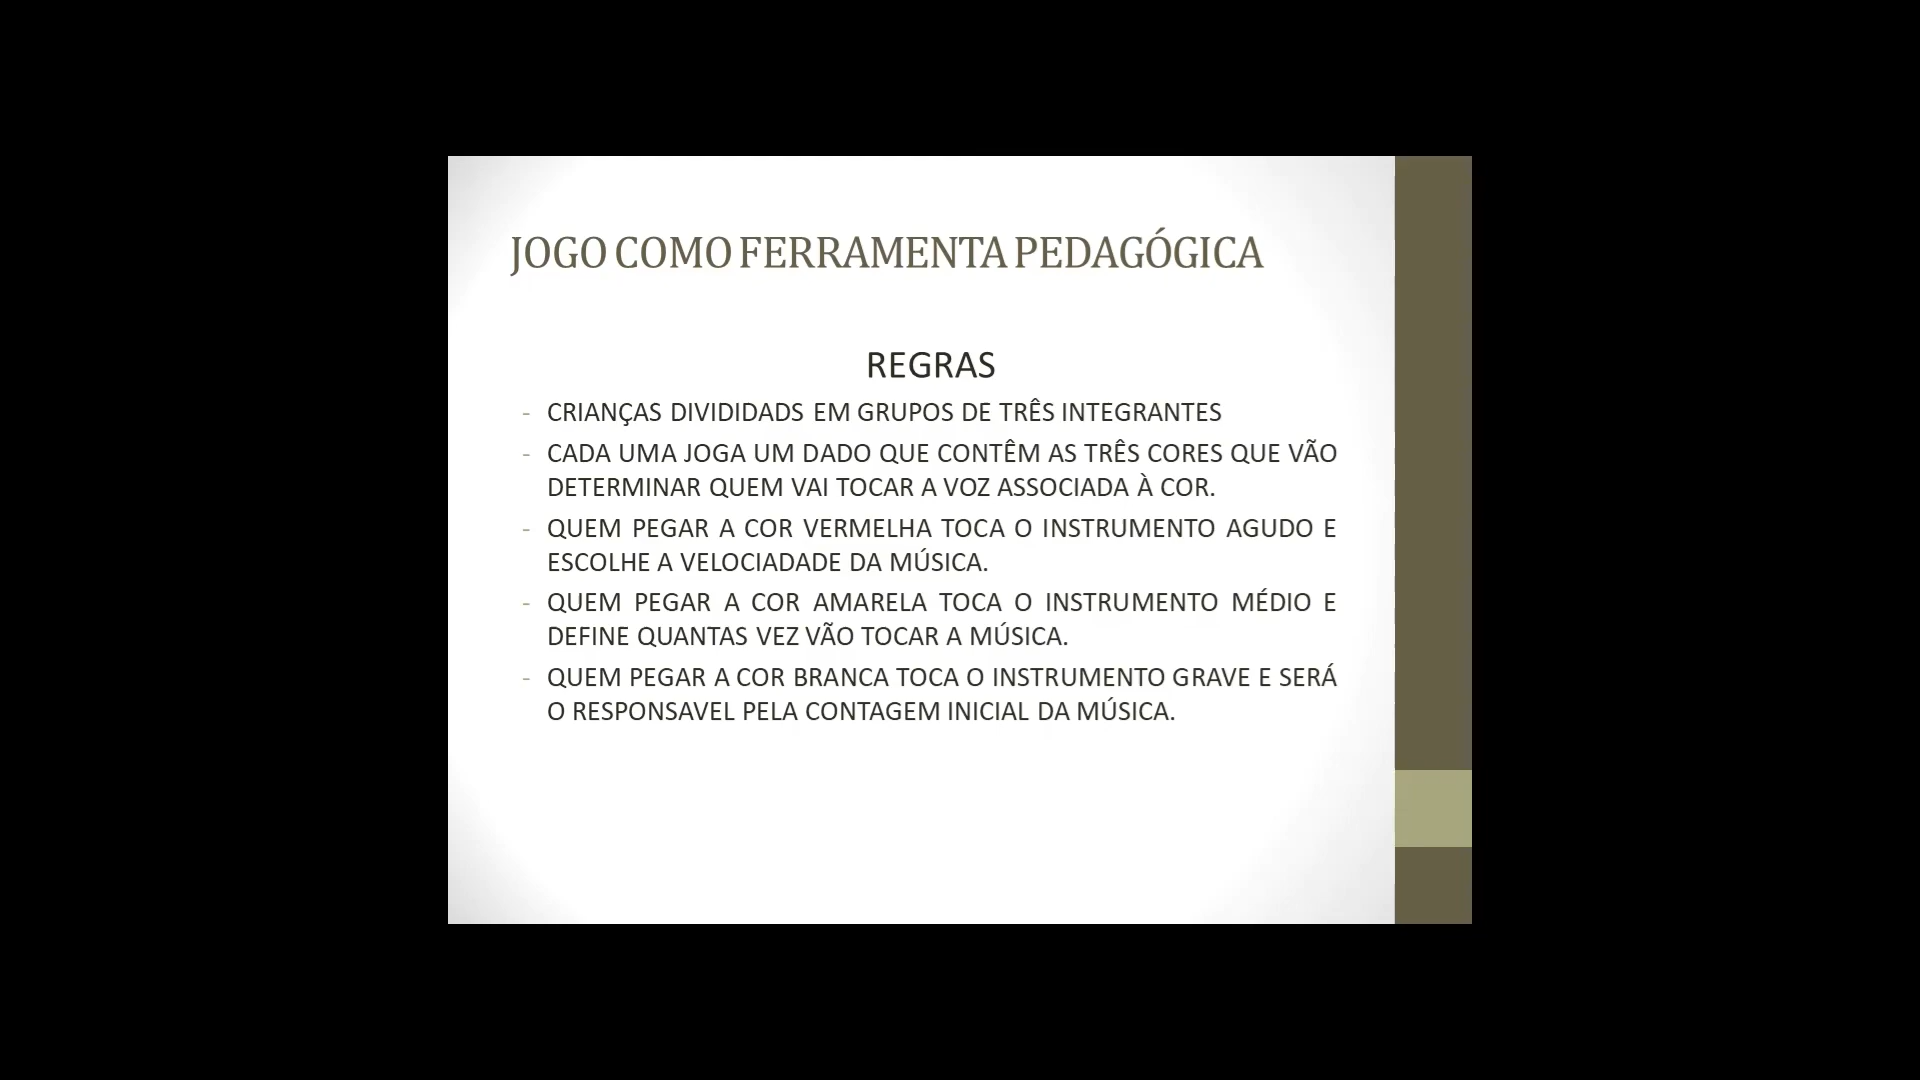 JOGO COMO FERRAMENTA PEDAGÓGICA
REGRAS
- CRIANÇAS DIVIDIDADS EM GRUPOS DE TRÊS INTEGRANTES
- CADA UMA JOGA UM DADO QUE CONTÊM AS TRÊS CORES QUE VÃO
DETERMINAR QUEM VAI TOCAR A VOZ ASSOCIADA À COR.
- QUEM PEGAR A COR VERMELHA TOCA O INSTRUMENTO AGUDO E
ESCOLHE A VELOCIADADE DA MÚSICA.
- QUEM PEGAR A COR AMARELA TOCA O INSTRUMENTO MÉDIO E
DEFINE QUANTAS VEZ VÃO TOCAR A MÚSICA.
- QUEM PEGAR A COR BRANCA TOCA O INSTRUMENTO GRAVE E SERÁ
O RESPONSAVEL PELA CONTAGEM INICIAL DA MÚSICA.